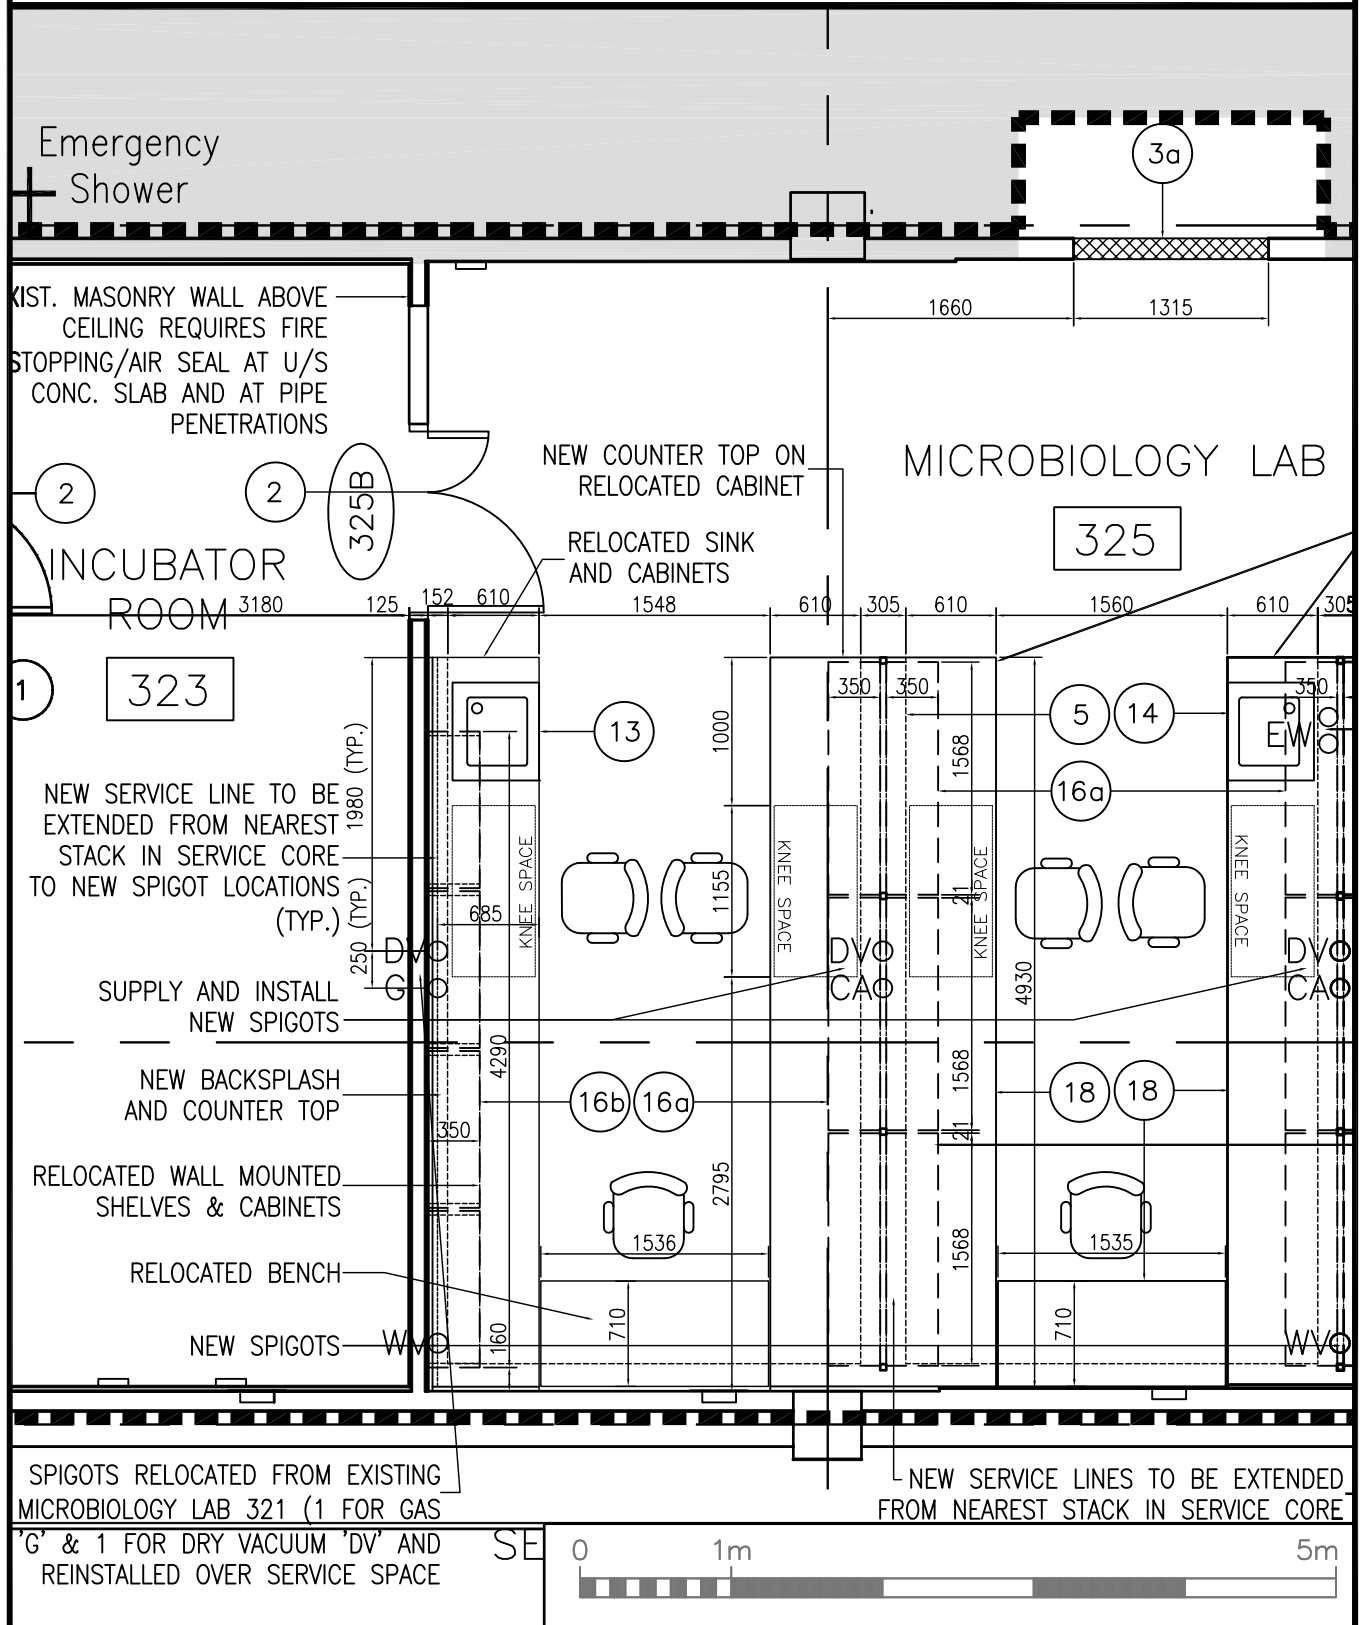 Emergency
Shower
3a
XIST. MASONRY WALL ABOVE
CEILING REQUIRES FIRE
STOPPING/AIR SEAL AT U/S
CONC. SLAB AND AT PIPE
PENETRATIONS
1660
1315
NEW COUNTER TOP ON
RELOCATED CABINET
MICROBIOLOGY LAB
325
2
2
325B
RELOCATED SINK
AND CABINETS
INCUBATOR
ROOM
323
3180
125
152
610
1548
610
305
610
1560
610
305
1
13
350
350
5
14
350
EW
16a
1000
1568
1980 (TYP.)
NEW SERVICE LINE TO BE
EXTENDED FROM NEAREST
STACK IN SERVICE CORE
TO NEW SPIGOT LOCATIONS
(TYP.)
250 (TYP.)
685
KNEE SPACE
1155
KNEE SPACE
21
KNEE SPACE
KNEE SPACE
DV
G
DV
CA
DV
CA
4930
SUPPLY AND INSTALL
NEW SPIGOTS
4290
1568
NEW BACKSPLASH
AND COUNTER TOP
16b
16a
18
18
350
21
RELOCATED WALL MOUNTED
SHELVES & CABINETS
2795
1536
1568
1535
RELOCATED BENCH
710
710
NEW SPIGOTS
WV
160
WV
SPIGOTS RELOCATED FROM EXISTING
MICROBIOLOGY LAB 321 (1 FOR GAS
'G' & 1 FOR DRY VACUUM 'DV' AND
REINSTALLED OVER SERVICE SPACE
NEW SERVICE LINES TO BE EXTENDED
FROM NEAREST STACK IN SERVICE CORE
SE
0
1m
5m